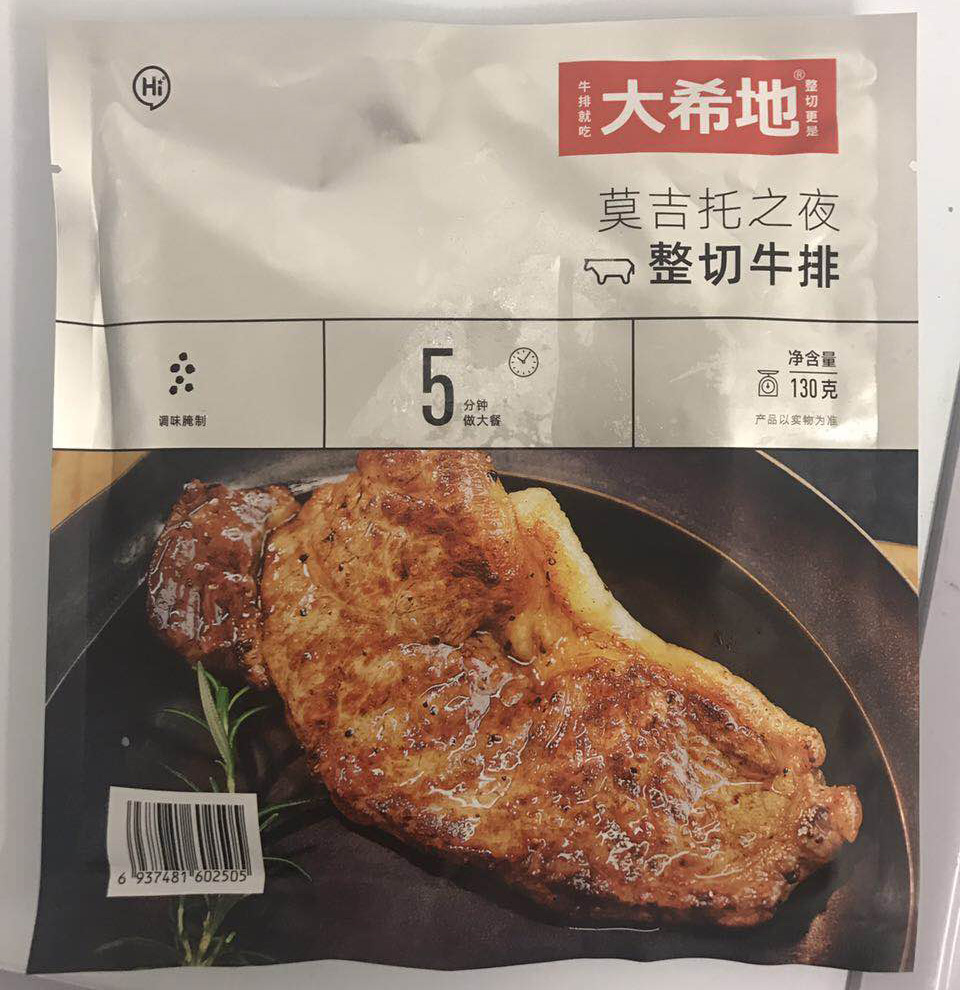 Hi
牛排就吃
大希地®
整切更是
莫吉托之夜
整切牛排
调味腌制
5
分钟
做大餐
净含量
130克
产品以实物为准
6 937481 602505